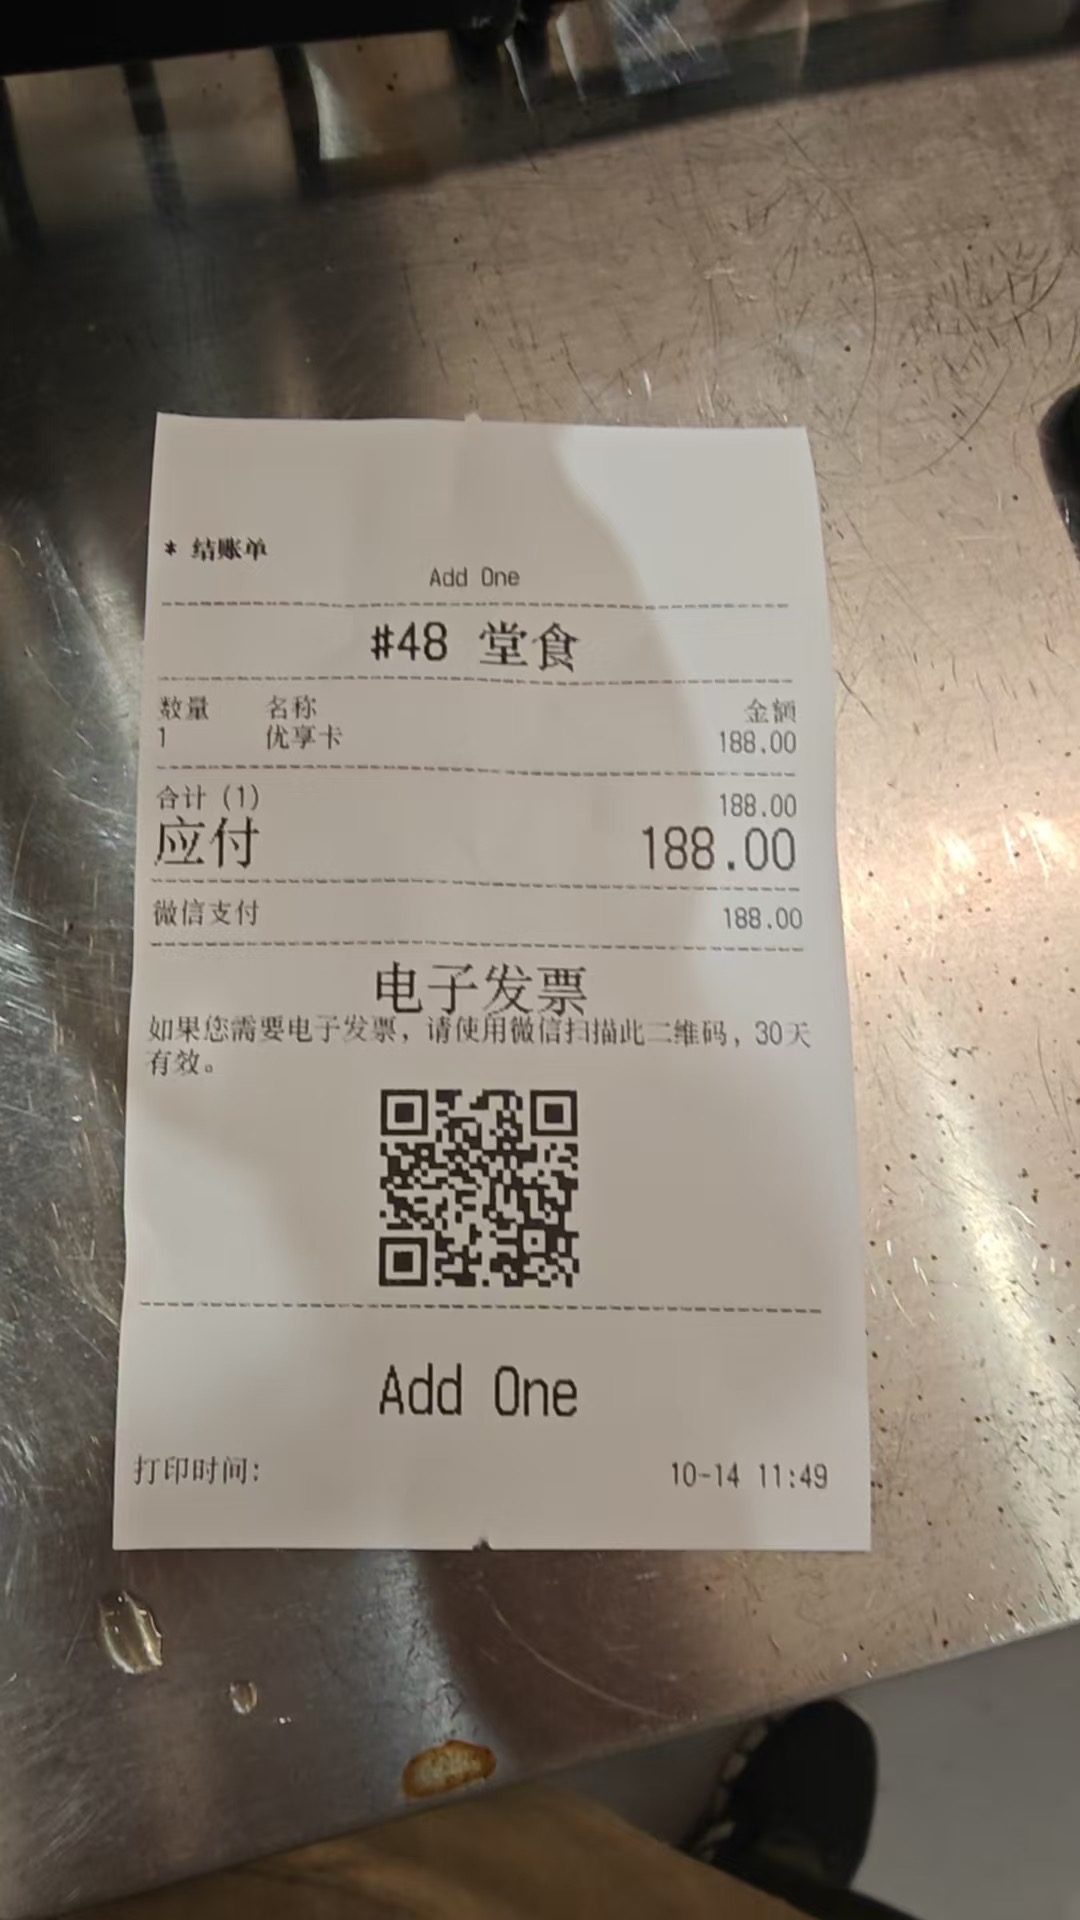 * 结账单
Add One
#48 堂食
数量 名称 金额
1 优享卡 188.00
合计 (1) 188.00
应付 188.00
微信支付 188.00
电子发票
如果您需要电子发票，请使用微信扫描此二维码，30天
有效。
Add One
打印时间: 10-14 11:49